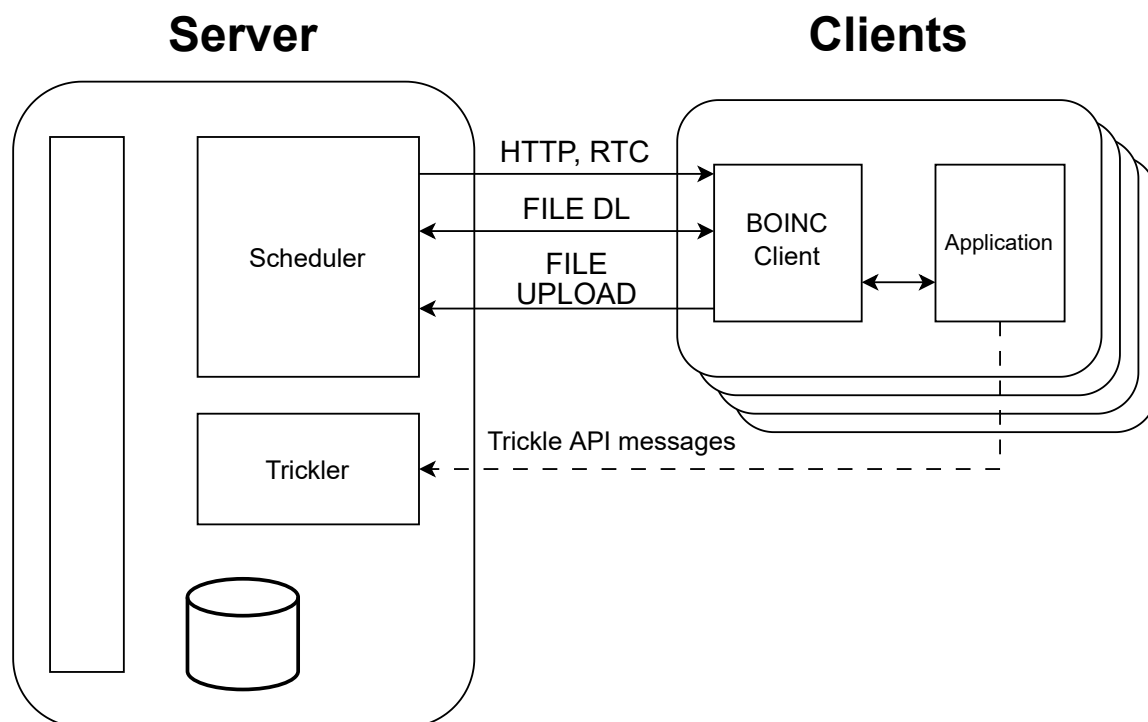 Server
Clients
HTTP, RTC
FILE DL
FILE
UPLOAD
Scheduler
BOINC
Client
Application
Trickle API messages
Trickler